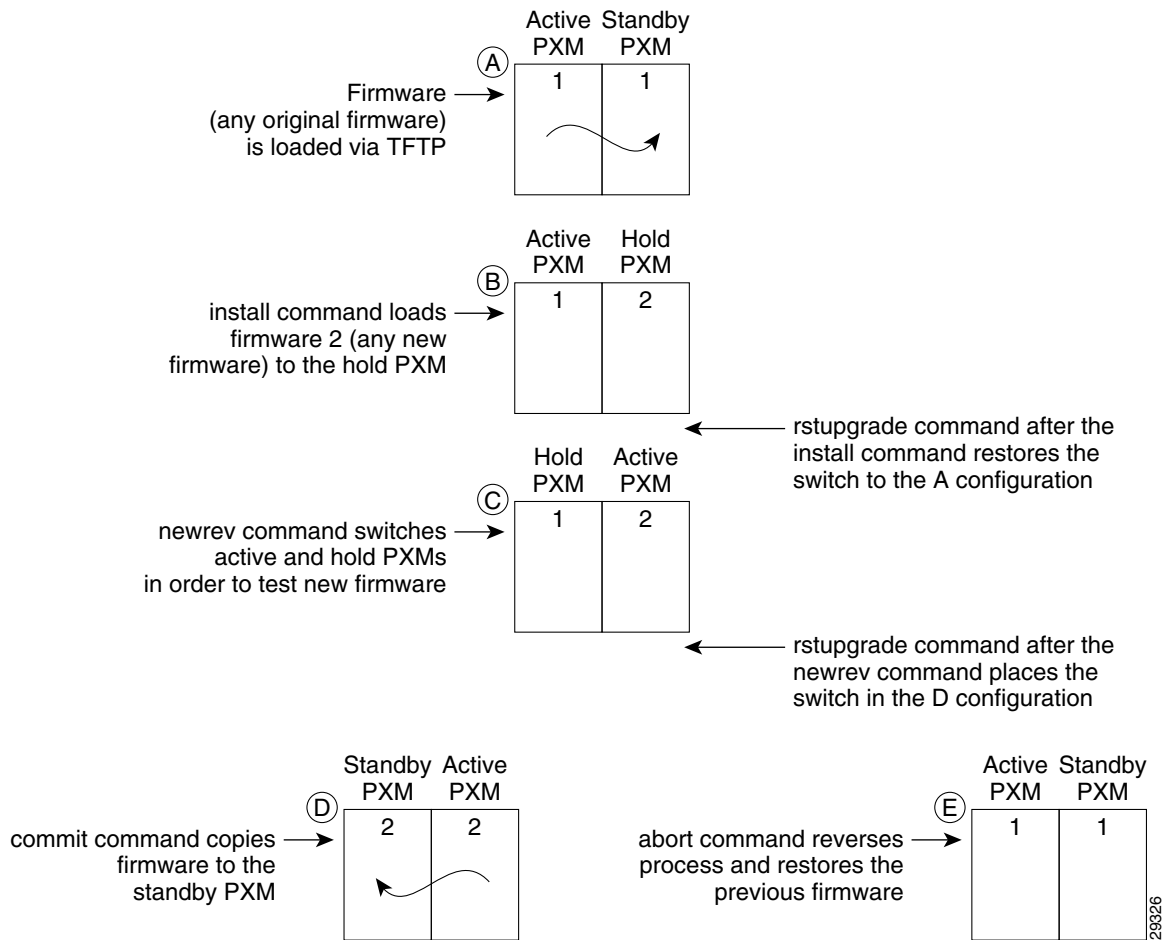 Active Standby
PXM PXM
A
1 1
Firmware
(any original firmware)
is loaded via TFTP
Active Hold
PXM PXM
B
1 2
install command loads
firmware 2 (any new
firmware) to the hold PXM
rstupgrade command after the
install command restores the
switch to the A configuration
Hold Active
PXM PXM
C
1 2
newrev command switches
active and hold PXMs
in order to test new firmware
rstupgrade command after the
newrev command places the
switch in the D configuration
Standby Active
PXM PXM
D
2 2
commit command copies
firmware to the
standby PXM
Active Standby
PXM PXM
E
1 1
abort command reverses
process and restores the
previous firmware
29326